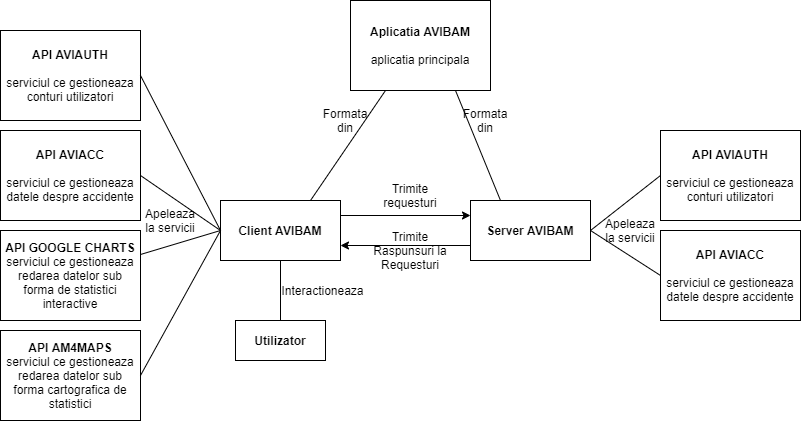 Aplicatia AVIBAM
aplicatia principala
API AVIAUTH
serviciul ce gestioneaza
conturi utilizatori
API AVIACC
serviciul ce gestioneaza
datele despre accidente
API GOOGLE CHARTS
serviciul ce gestioneaza
redarea datelor sub
forma de statistici
interactive
API AM4MAPS
serviciul ce gestioneaza
redarea datelor sub
forma cartografica de
statistici
Apeleaza
la servicii
Formata
din
Formata
din
Client AVIBAM
Trimite
requesturi
Trimite
Raspunsuri la
Requesturi
Server AVIBAM
Interactioneaza
Utilizator
Apeleaza
la servicii
API AVIAUTH
serviciul ce gestioneaza
conturi utilizatori
API AVIACC
serviciul ce gestioneaza
datele despre accidente